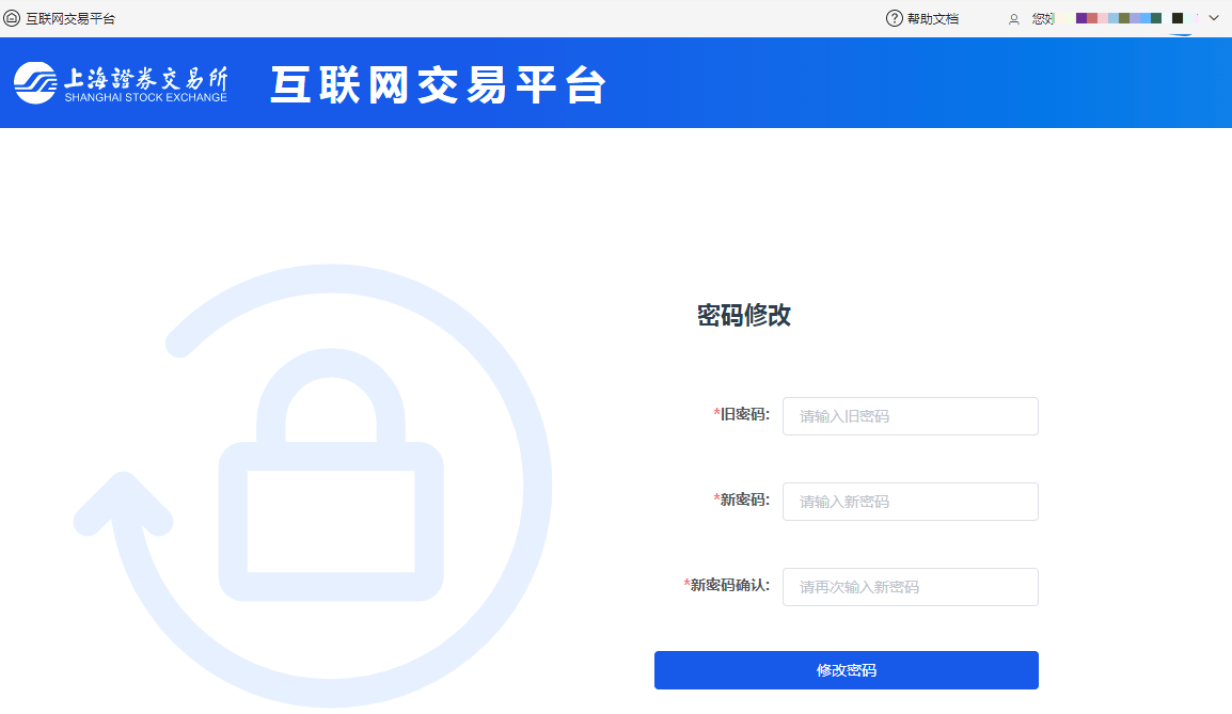 互联网交易平台 帮助文档 您好
上海證券交易所 互联网交易平台
SHANGHAI STOCK EXCHANGE
密码修改
*旧密码: 请输入旧密码
*新密码: 请输入新密码
*新密码确认: 请再次输入新密码
修改密码